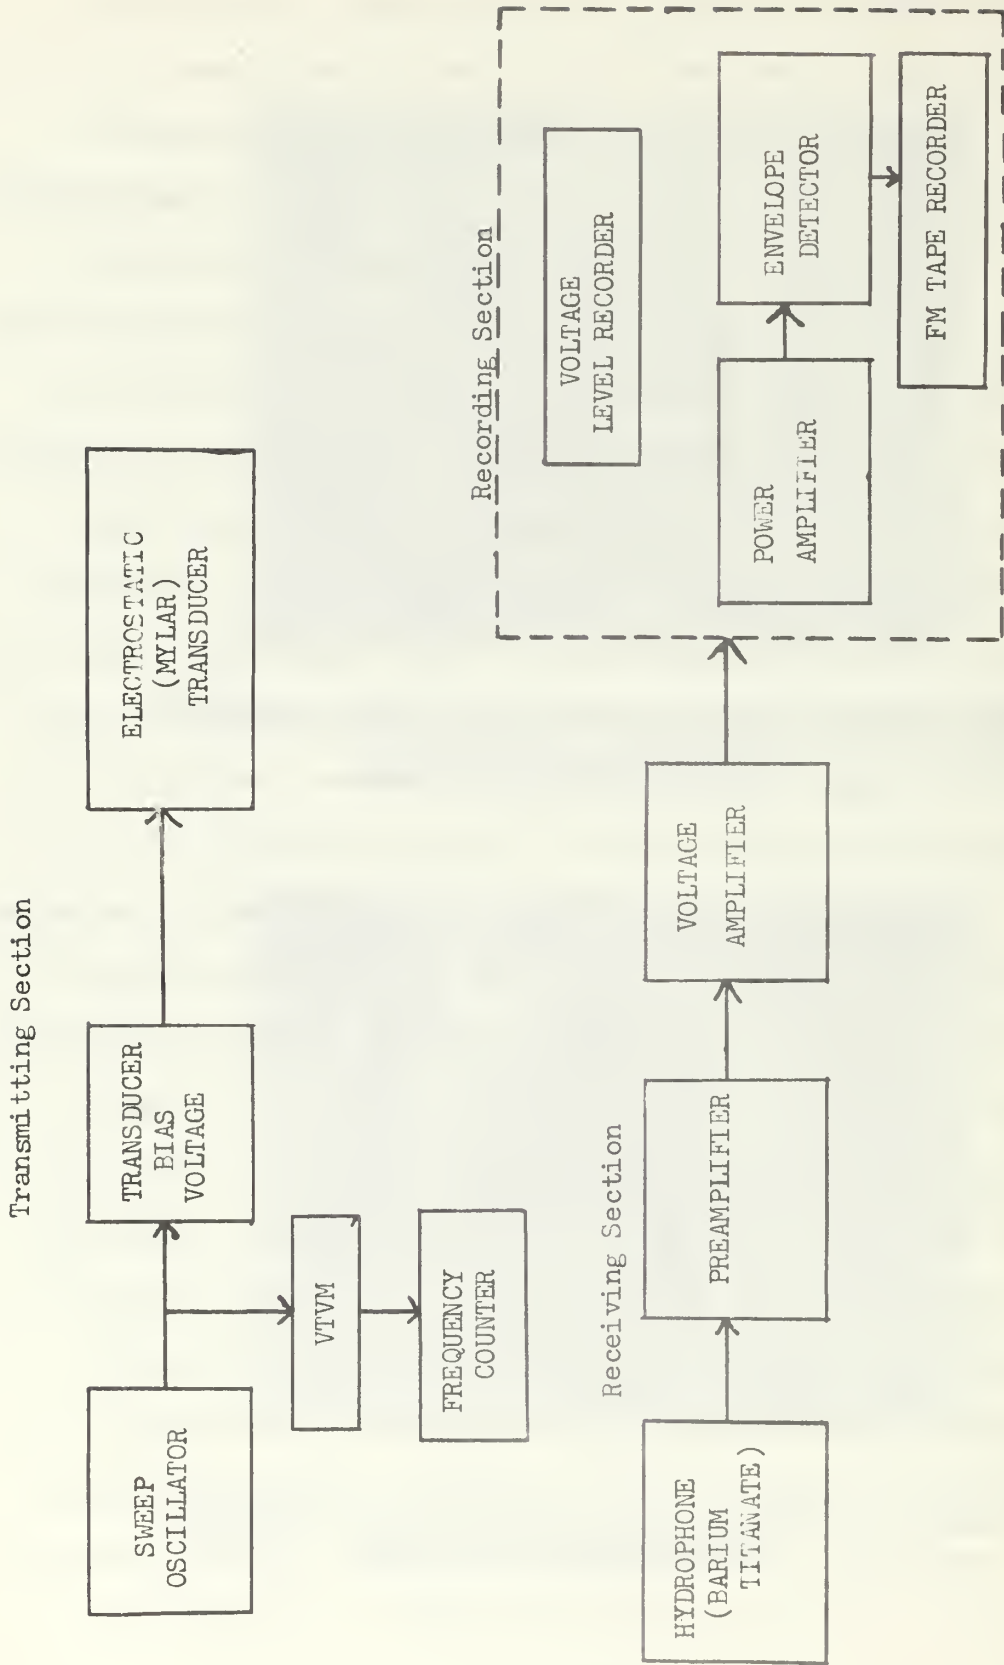 Transmitting Section
SWEEP
OSCILLATOR
TRANSDUCER
BIAS
VOLTAGE
ELECTROSTATIC
(MYLAR)
TRANSDUCER
VTVM
FREQUENCY
COUNTER
Receiving Section
HYDROPHONE
(BARIUM
TITANATE)
PREAMPLIFIER
VOLTAGE
AMPLIFIER
Recording Section
VOLTAGE
LEVEL RECORDER
POWER
AMPLIFIER
ENVELOPE
DETECTOR
FM TAPE RECORDER